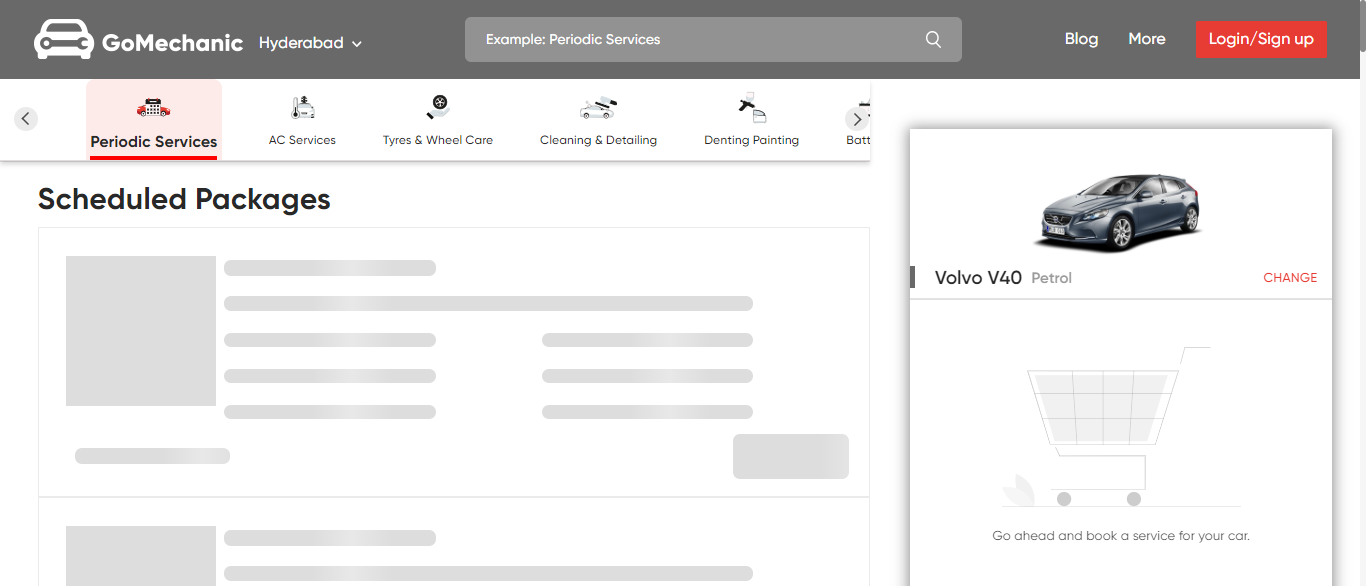 GoMechanic
Hyderabad
Example: Periodic Services
Blog
More
Login/Sign up
Periodic Services
AC Services
Tyres & Wheel Care
Cleaning & Detailing
Denting Painting
Batt
Scheduled Packages
Volvo V40 Petrol
CHANGE
Go ahead and book a service for your car.